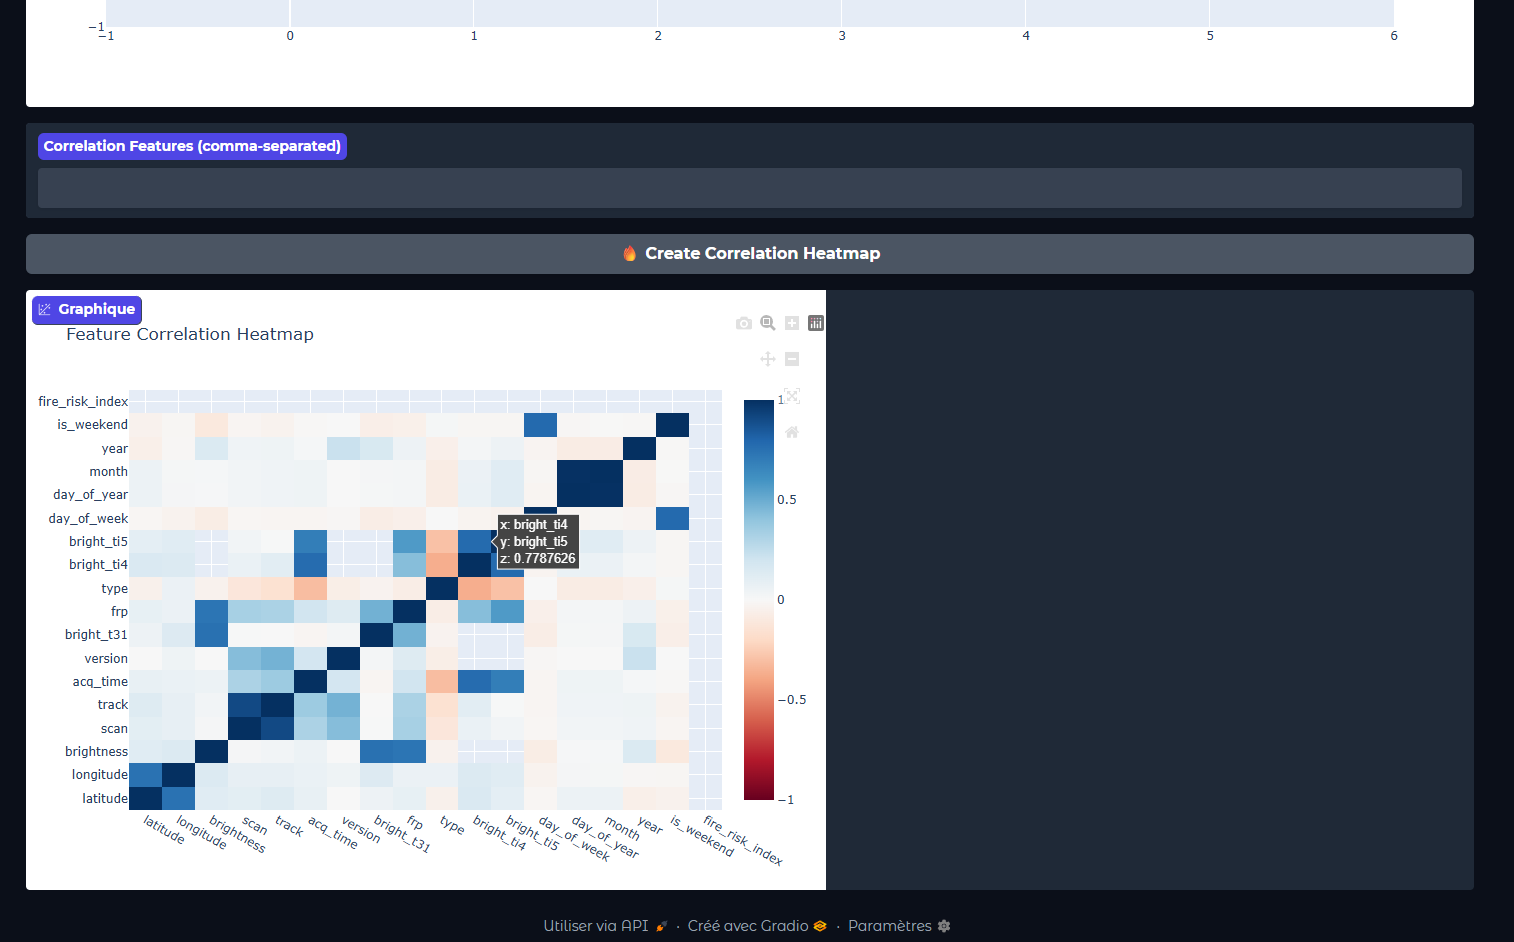 −1
−1 0 1 2 3 4 5 6
Correlation Features (comma-separated)
Create Correlation Heatmap
Graphique
Feature Correlation Heatmap
fire_risk_index
is_weekend
year
month
day_of_year
day_of_week
bright_ti5
bright_ti4
type
frp
bright_t31
version
acq_time
track
scan
brightness
longitude
latitude
x: bright_ti4
y: bright_ti5
z: 0.7787626
1
0.5
0
−0.5
−1
latitude longitude brightness scan track acq_time version bright_t31 frp type bright_ti4 bright_ti5 day_of_week day_of_year month year is_weekend fire_risk_index
Utiliser via API · Créé avec Gradio · Paramètres